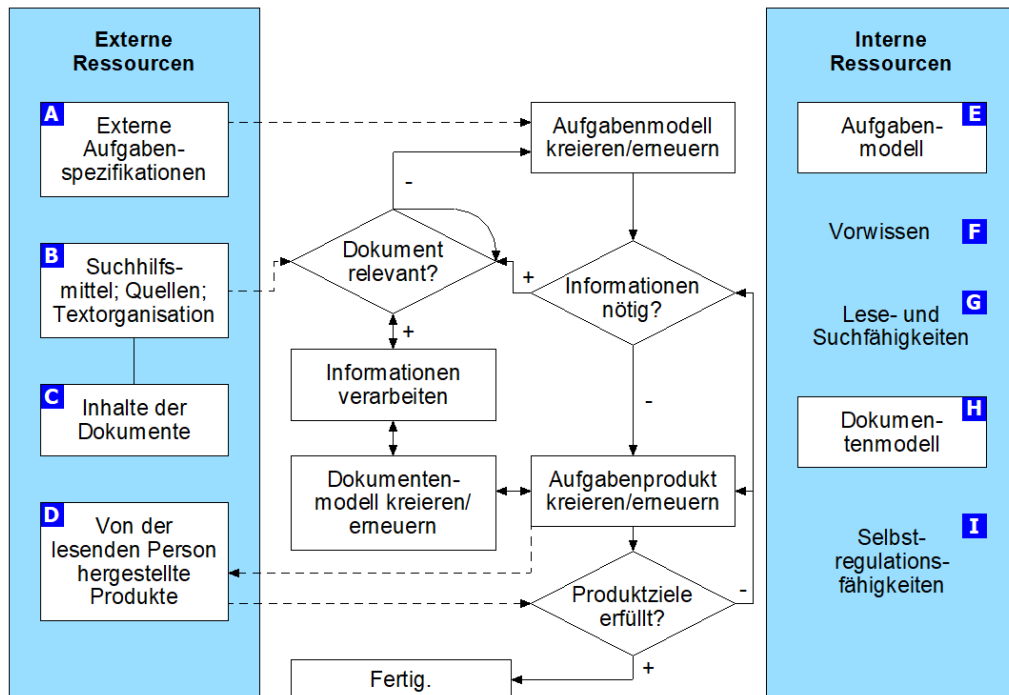 Externe
Ressourcen
A
Externe
Aufgaben-
spezifikationen
B
Suchhilfs-
mittel; Quellen;
Textorganisation
C
Inhalte der
Dokumente
D
Von der
lesenden Person
hergestellte
Produkte
Aufgabenmodell
kreieren/erneuern
-
Dokument
relevant?
+
Informationen
nötig?
+
Informationen
verarbeiten
-
Dokumenten-
modell kreieren/
erneuern
Aufgabenprodukt
kreieren/erneuern
Produktziele
erfüllt?
-
+
Fertig.
Interne
Ressourcen
E
Aufgaben-
modell
Vorwissen
F
G
Lese- und
Suchfähigkeiten
H
Dokumen-
tenmodell
I
Selbst-
regulations-
fähigkeiten